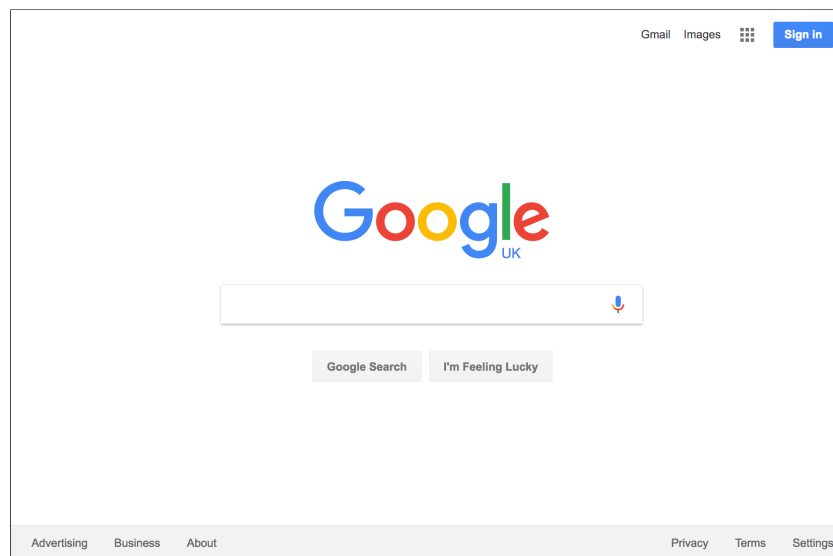 Gmail Images Sign in
Google
UK
Google Search I'm Feeling Lucky
Advertising Business About Privacy Terms Settings